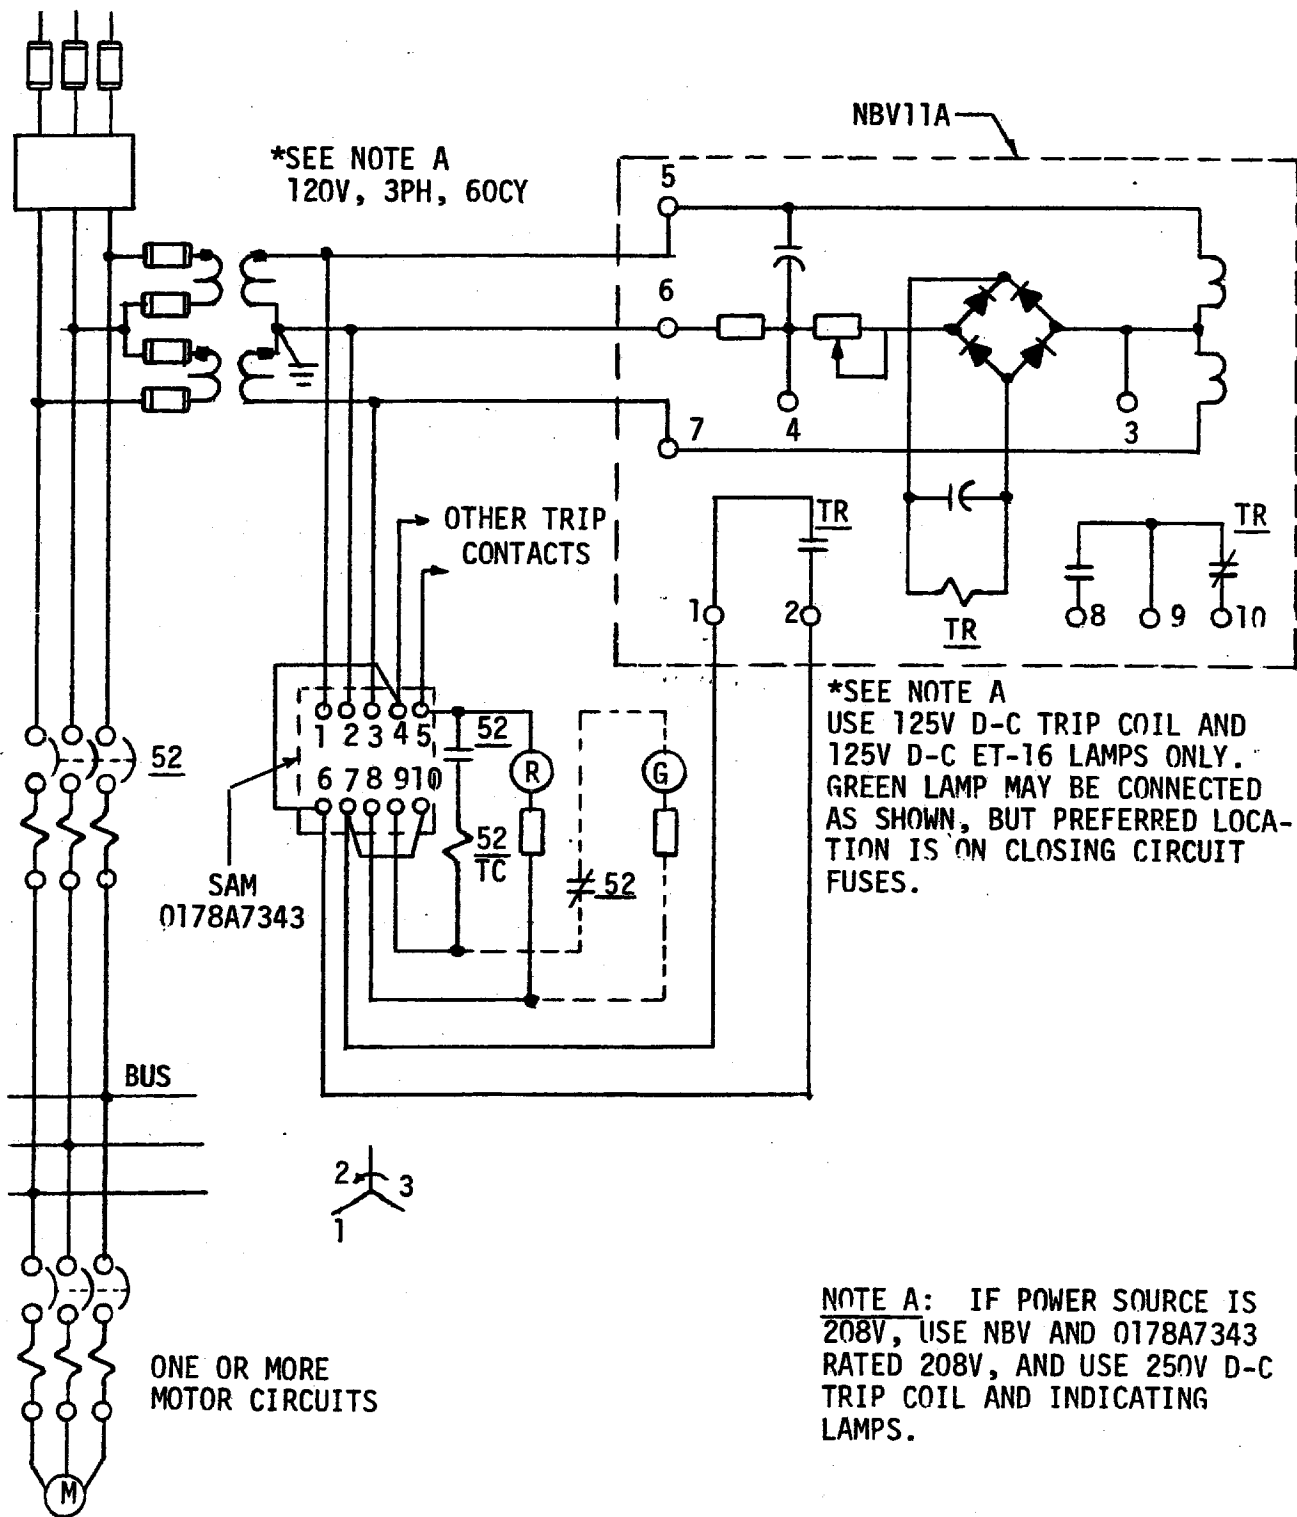 NBV11A
*SEE NOTE A
120V, 3PH, 60CY
5
6
7
4
3
OTHER TRIP
CONTACTS
TR
TR
1
2
TR
8
9
10
*SEE NOTE A
USE 125V D-C TRIP COIL AND
125V D-C ET-16 LAMPS ONLY.
GREEN LAMP MAY BE CONNECTED
AS SHOWN, BUT PREFERRED LOCA-
TION IS ON CLOSING CIRCUIT
FUSES.
1 2 3 4 5
6 7 8 9 10
52
52
R
G
52
TC
52
SAM
0178A7343
BUS
2
3
1
ONE OR MORE
MOTOR CIRCUITS
M
NOTE A: IF POWER SOURCE IS
208V, USE NBV AND 0178A7343
RATED 208V, AND USE 250V D-C
TRIP COIL AND INDICATING
LAMPS.